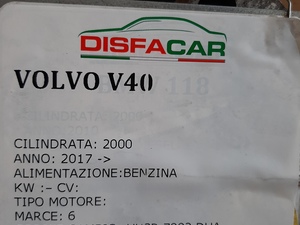 DISFACAR
VOLVO V40
CILINDRATA: 2000
ANNO: 2017 ->
ALIMENTAZIONE:BENZINA
KW :– CV:
TIPO MOTORE:
MARCE: 6